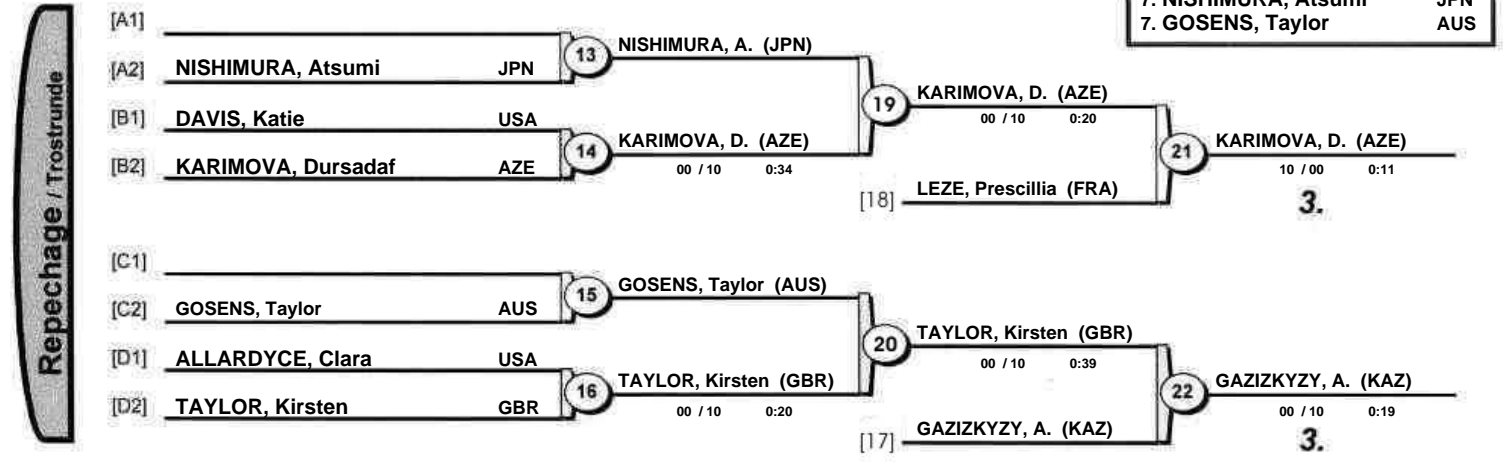 7. NISHIMURA, Atsumi JPN
7. GOSENS, Taylor AUS
Repechage / Trostrunde
[A1]
[A2] NISHIMURA, Atsumi JPN
13 NISHIMURA, A. (JPN)
[B1] DAVIS, Katie USA
[B2] KARIMOVA, Dursadaf AZE
14 KARIMOVA, D. (AZE)
00 / 10 0:34
19 KARIMOVA, D. (AZE)
00 / 10 0:20
[18] LEZE, Prescillia (FRA)
21 KARIMOVA, D. (AZE)
10 / 00 0:11
3.
[C1]
[C2] GOSENS, Taylor AUS
15 GOSENS, Taylor (AUS)
[D1] ALLARDYCE, Clara USA
[D2] TAYLOR, Kirsten GBR
16 TAYLOR, Kirsten (GBR)
00 / 10 0:20
20 TAYLOR, Kirsten (GBR)
00 / 10 0:39
[17] GAZIZKYZY, A. (KAZ)
22 GAZIZKYZY, A. (KAZ)
00 / 10 0:19
3.